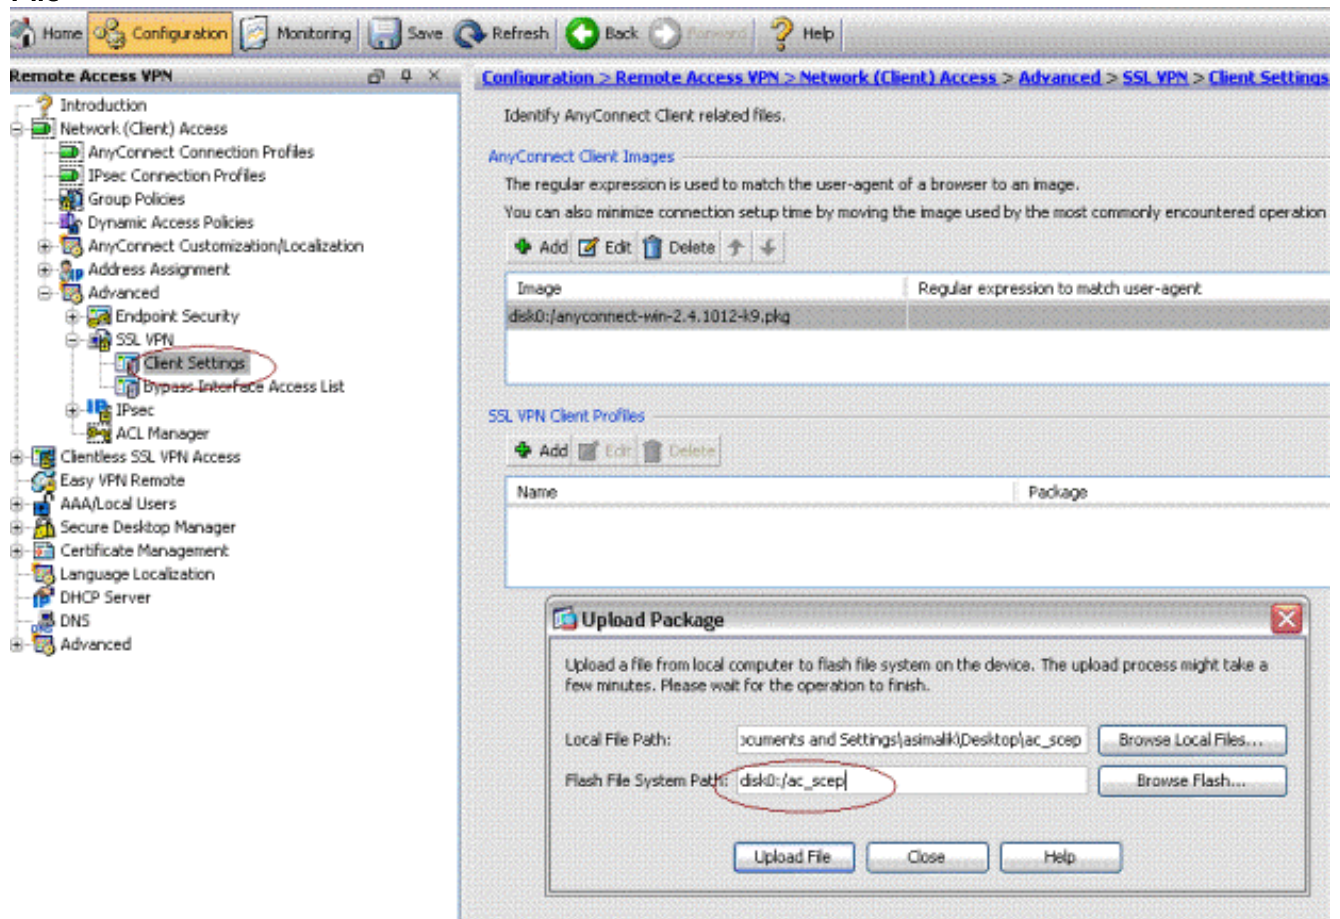 Home Configuration Monitoring Save Refresh Back Forward Help
Remote Access VPN
Introduction
Network (Client) Access
AnyConnect Connection Profiles
IPsec Connection Profiles
Group Policies
Dynamic Access Policies
AnyConnect Customization/Localization
Address Assignment
Advanced
Endpoint Security
SSL VPN
Client Settings
Bypass Interface Access List
IPsec
ACL Manager
Clientless SSL VPN Access
Easy VPN Remote
AAA/Local Users
Secure Desktop Manager
Certificate Management
Language Localization
DHCP Server
DNS
Advanced
Configuration > Remote Access VPN > Network (Client) Access > Advanced > SSL VPN > Client Settings
Identify AnyConnect Client related files.
AnyConnect Client Images
The regular expression is used to match the user-agent of a browser to an image.
You can also minimize connection setup time by moving the image used by the most commonly encountered operation
Add Edit Delete
Image Regular expression to match user-agent
disk0:/anyconnect-win-2.4.1012-k9.pkg
SSL VPN Client Profiles
Add Edit Delete
Name Package
Upload Package
Upload a file from local computer to flash file system on the device. The upload process might take a
few minutes. Please wait for the operation to finish.
Local File Path: ocuments and Settings\asimalik\Desktop\ac_scep Browse Local Files...
Flash File System Path: disk0:/ac_scep Browse Flash...
Upload File Close Help